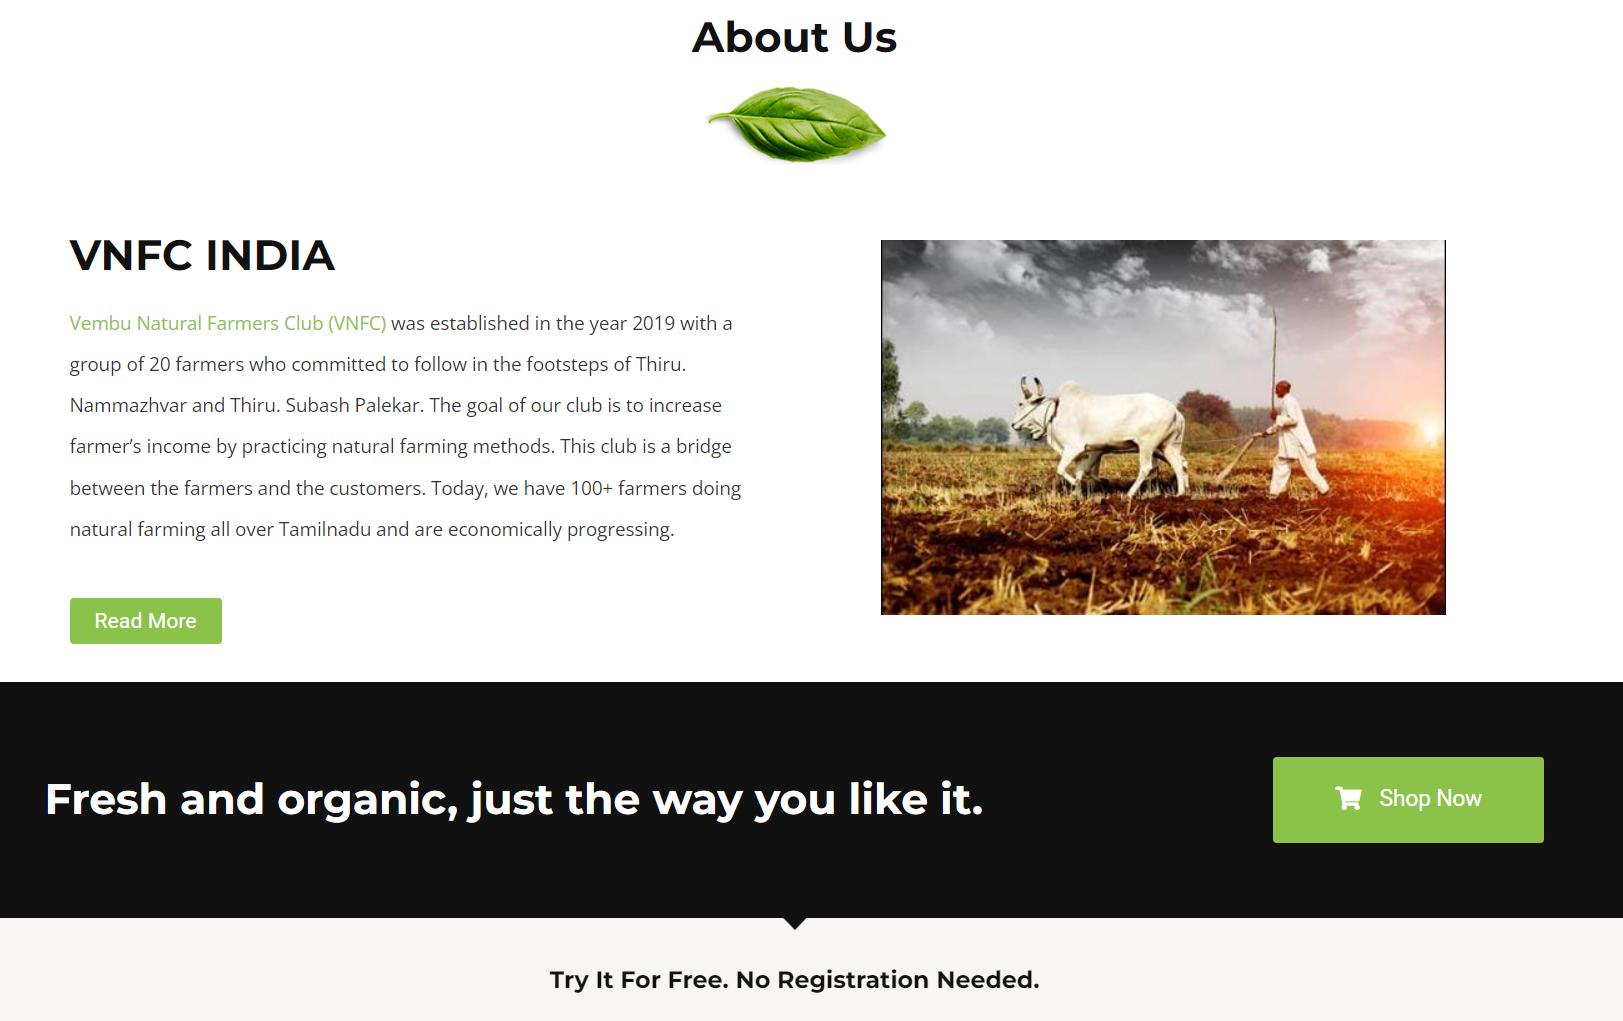 About Us
VNFC INDIA
Vembu Natural Farmers Club (VNFC) was established in the year 2019 with a
group of 20 farmers who committed to follow in the footsteps of Thiru.
Nammazhvar and Thiru. Subash Palekar. The goal of our club is to increase
farmer’s income by practicing natural farming methods. This club is a bridge
between the farmers and the customers. Today, we have 100+ farmers doing
natural farming all over Tamilnadu and are economically progressing.
Read More
Fresh and organic, just the way you like it.
Shop Now
Try It For Free. No Registration Needed.